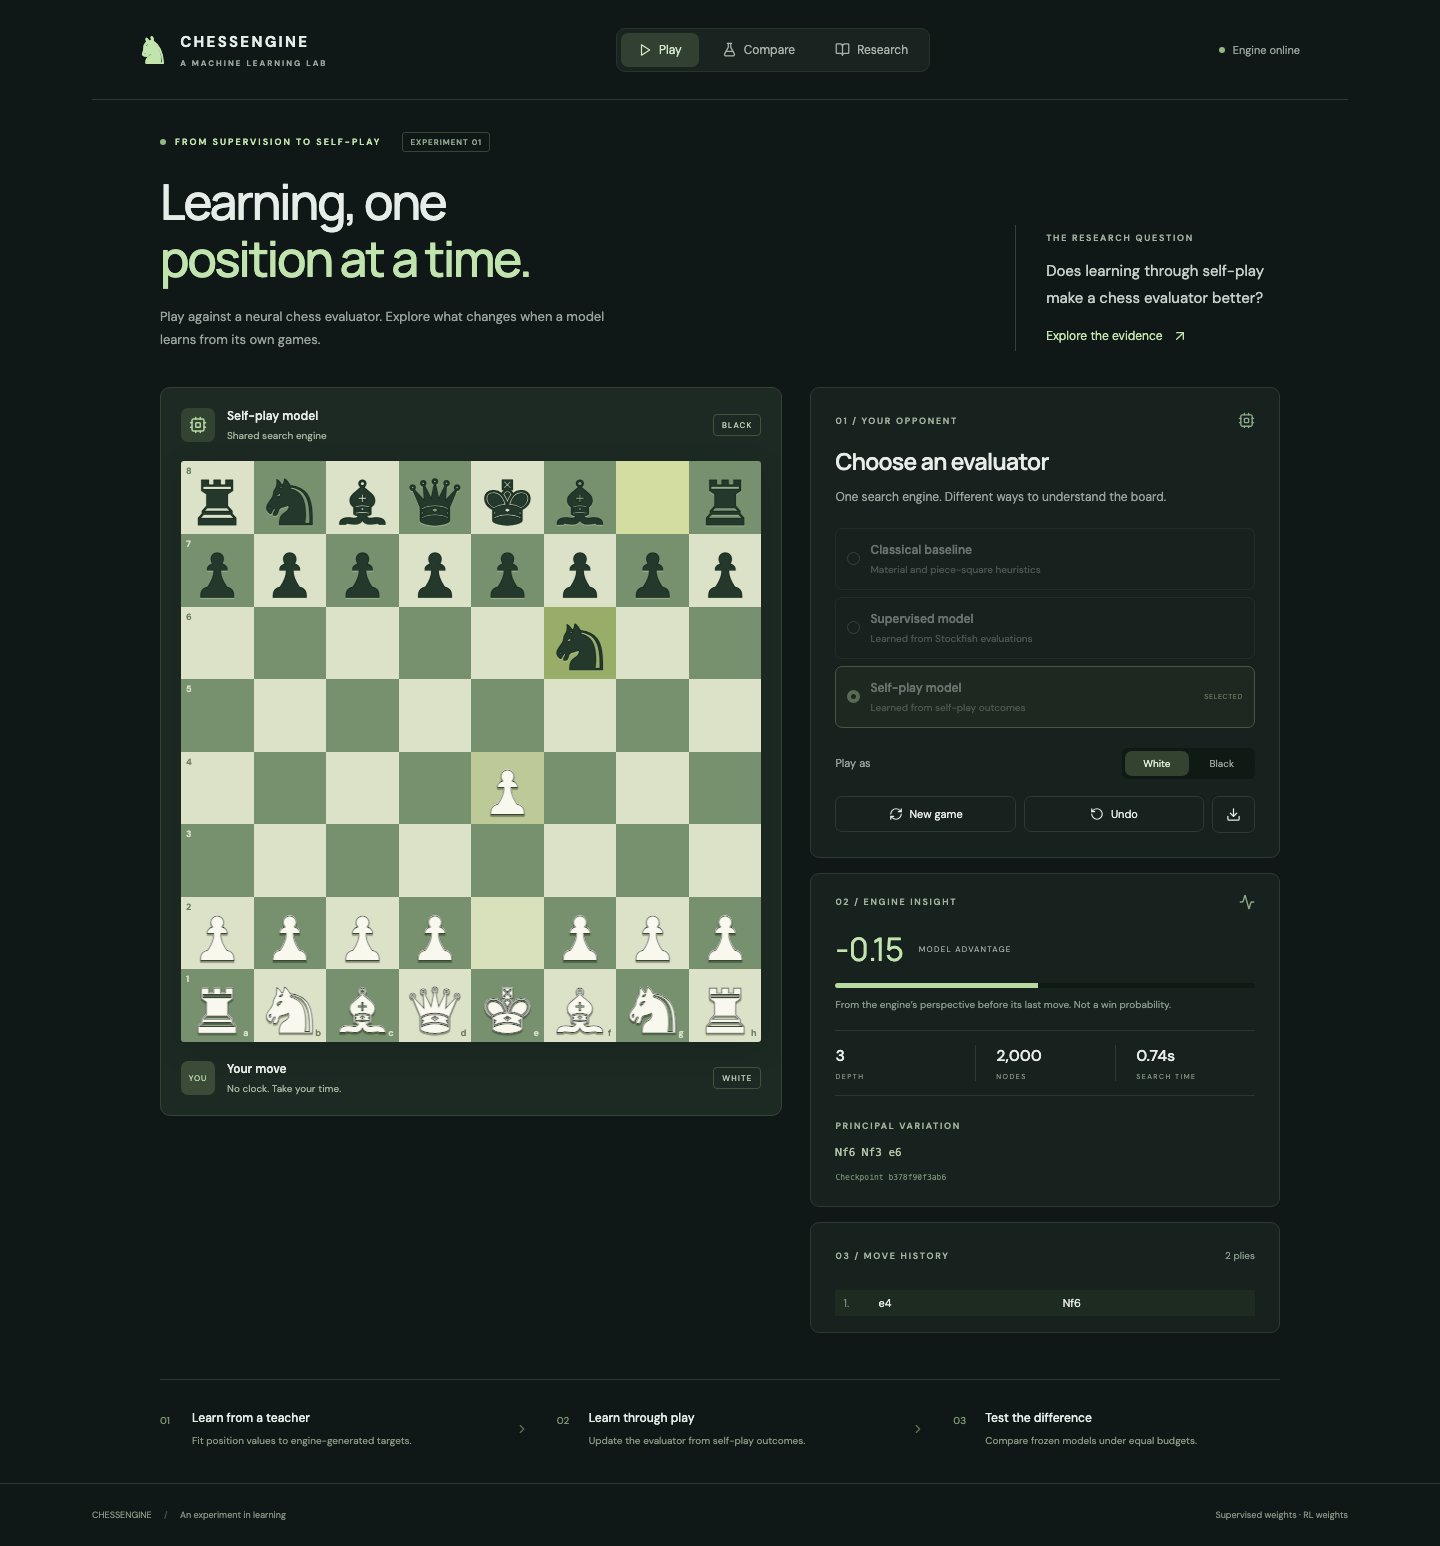 CHESSENGINE
A MACHINE LEARNING LAB
Play
Compare
Research
Engine online
FROM SUPERVISION TO SELF-PLAY
EXPERIMENT 01
Learning, one
position at a time.
Play against a neural chess evaluator. Explore what changes when a model
learns from its own games.
THE RESEARCH QUESTION
Does learning through self-play
make a chess evaluator better?
Explore the evidence
Self-play model
Shared search engine
BLACK
8
7
6
5
4
3
2
1
a
b
c
d
e
f
g
h
YOU
Your move
No clock. Take your time.
WHITE
01 / YOUR OPPONENT
Choose an evaluator
One search engine. Different ways to understand the board.
Classical baseline
Material and piece-square heuristics
Supervised model
Learned from Stockfish evaluations
Self-play model
Learned from self-play outcomes
SELECTED
Play as
White
Black
New game
Undo
02 / ENGINE INSIGHT
-0.15
MODEL ADVANTAGE
From the engine's perspective before its last move. Not a win probability.
3
DEPTH
2,000
NODES
0.74s
SEARCH TIME
PRINCIPAL VARIATION
Nf6 Nf3 e6
Checkpoint b378f90f3ab6
03 / MOVE HISTORY
2 plies
1. e4 Nf6
01
Learn from a teacher
Fit position values to engine-generated targets.
02
Learn through play
Update the evaluator from self-play outcomes.
03
Test the difference
Compare frozen models under equal budgets.
CHESSENGINE / An experiment in learning
Supervised weights · RL weights